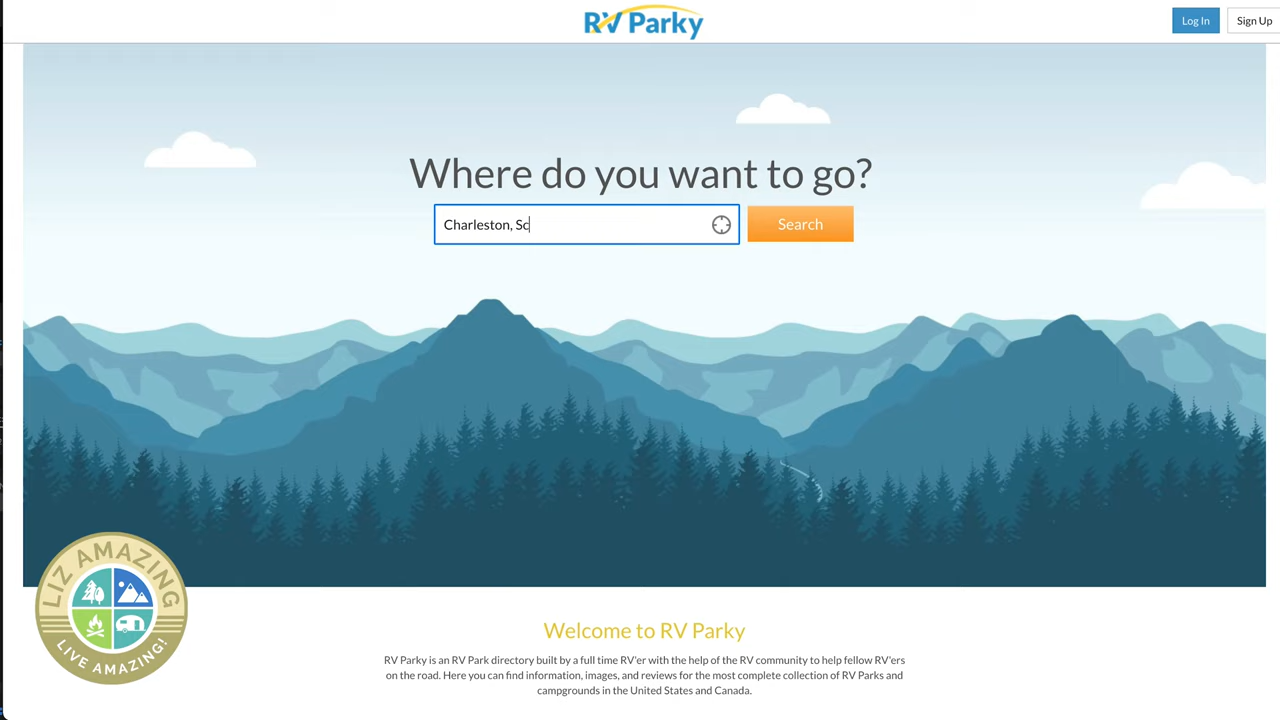 RV Parky
Log In
Sign Up
Where do you want to go?
Charleston, Sc
Search
LIZ AMAZING
LIVE AMAZING!
Welcome to RV Parky
RV Parky is an RV Park directory built by a full time RV'er with the help of the RV community to help fellow RV'ers
on the road. Here you can find information, images, and reviews for the most complete collection of RV Parks and
campgrounds in the United States and Canada.